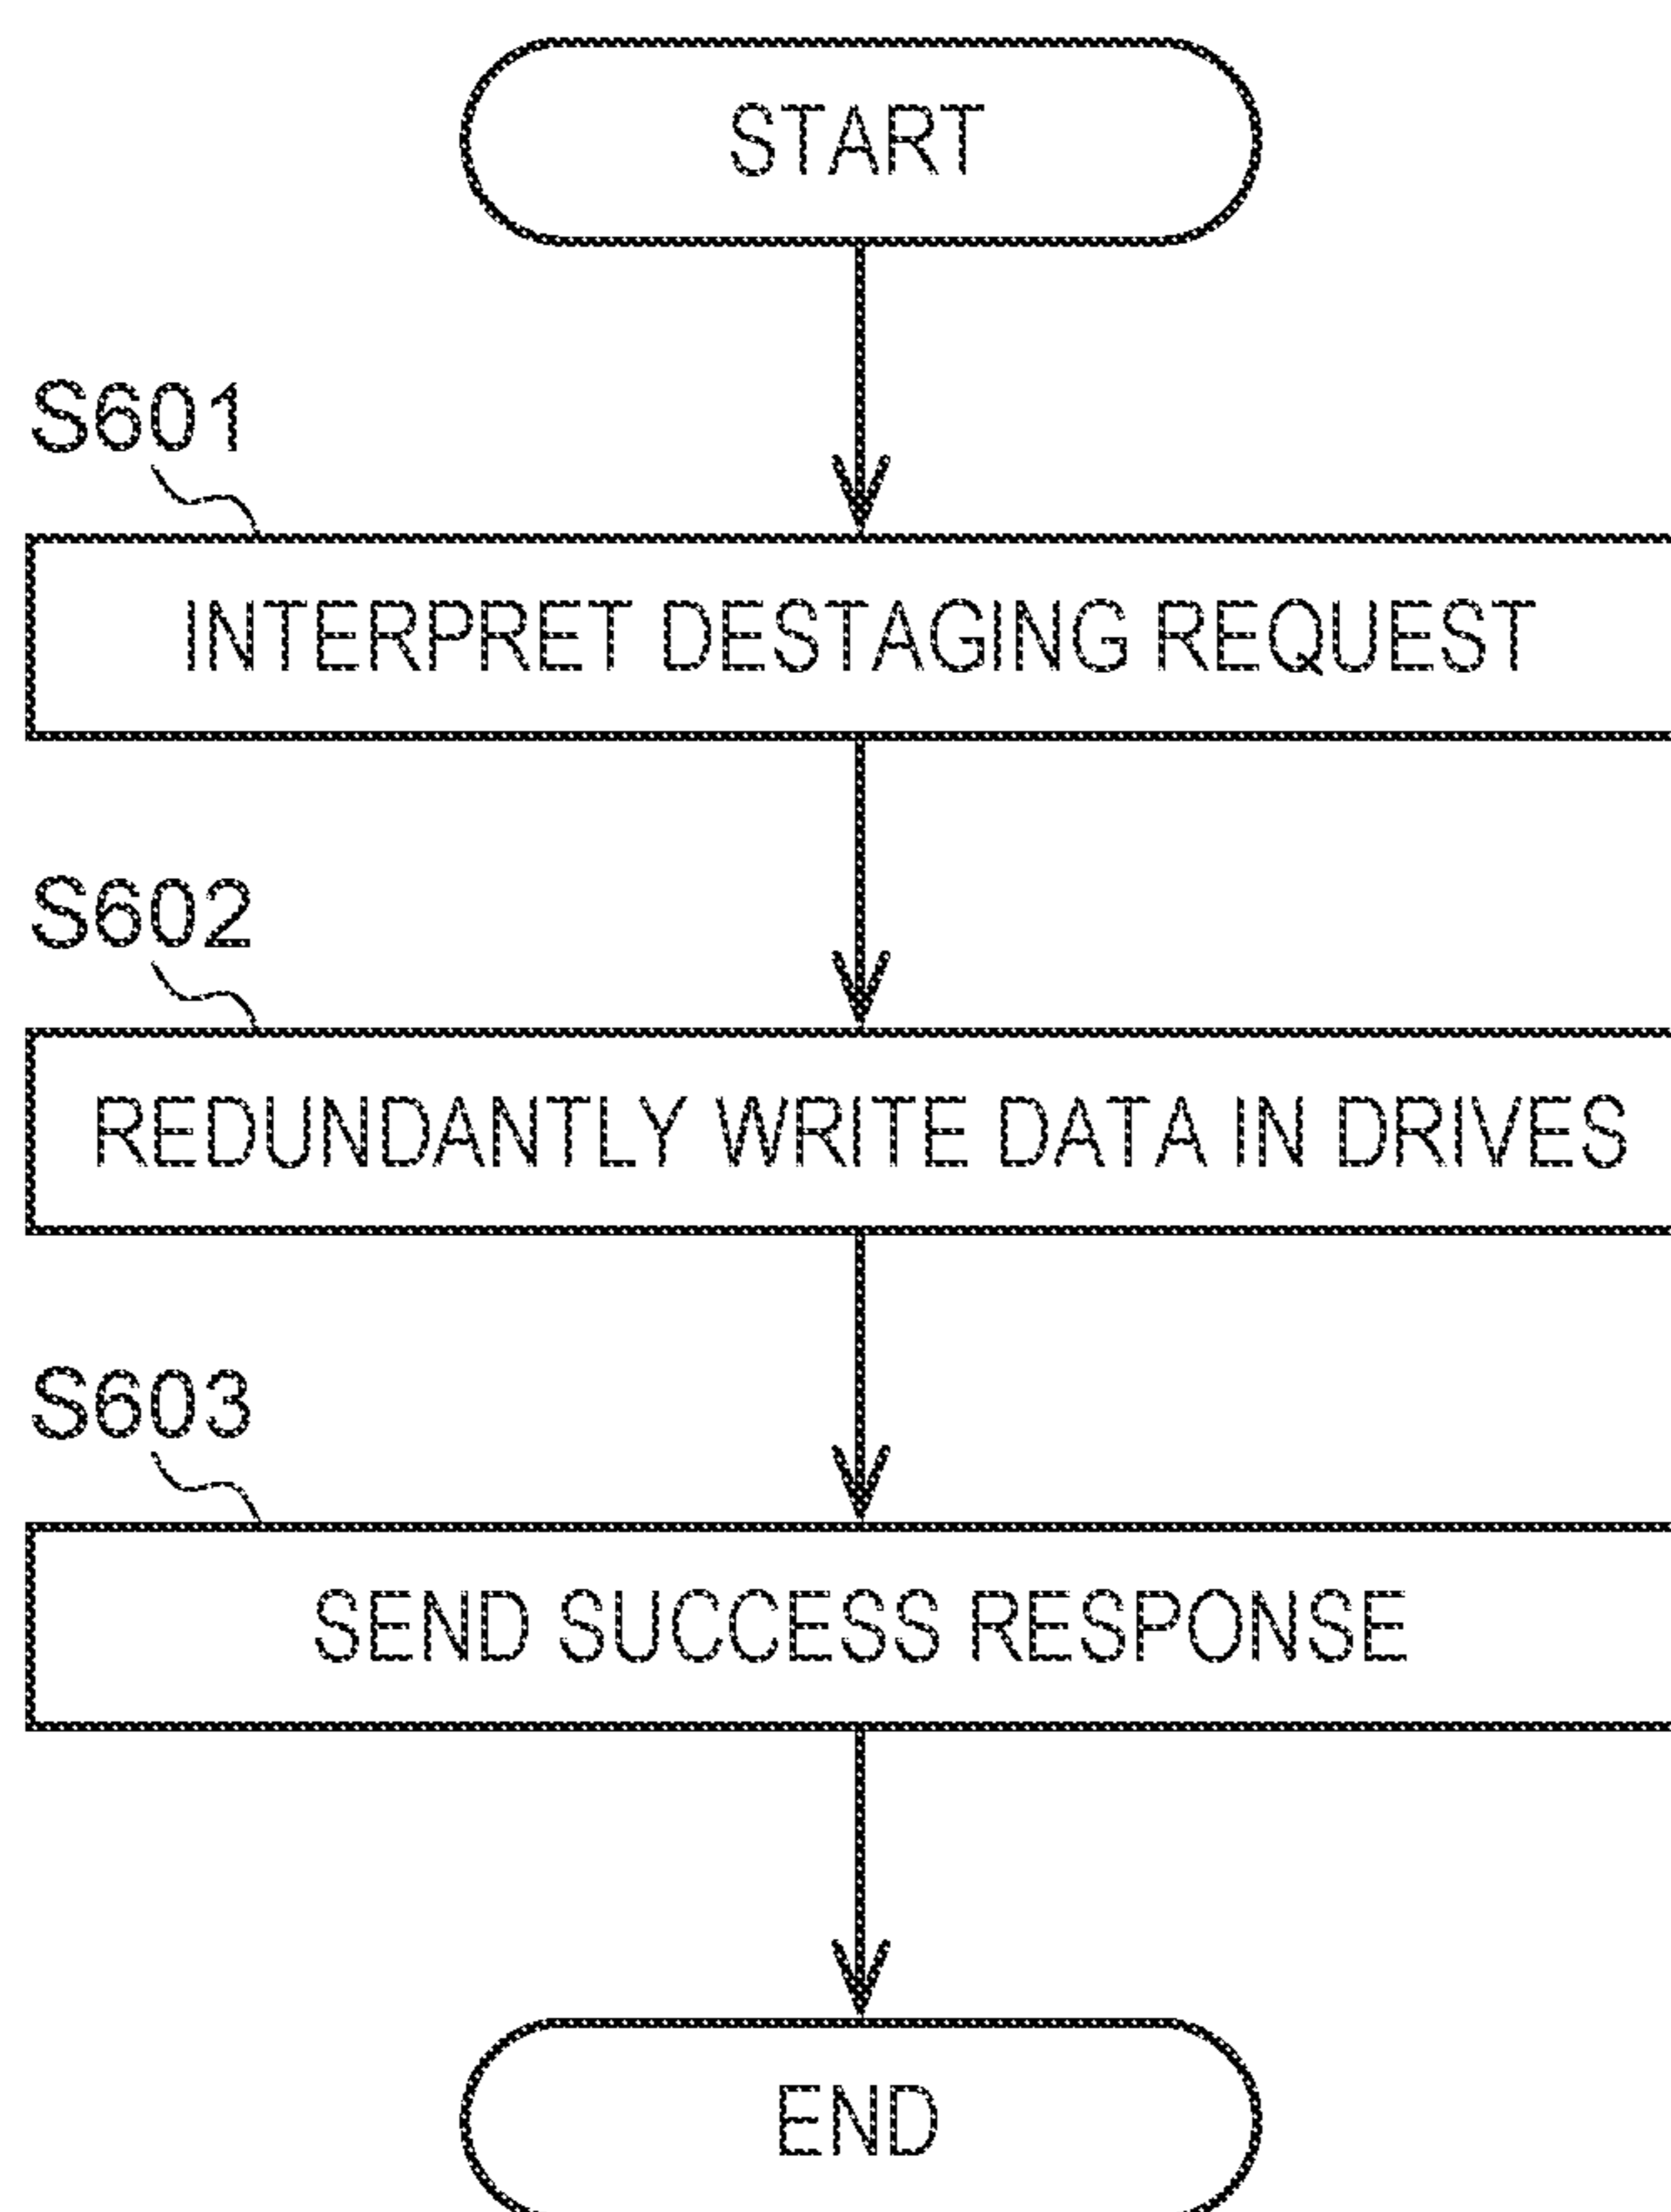 START
S601
INTERPRET DESTAGING REQUEST
S602
REDUNDANTLY WRITE DATA IN DRIVES
S603
SEND SUCCESS RESPONSE
END